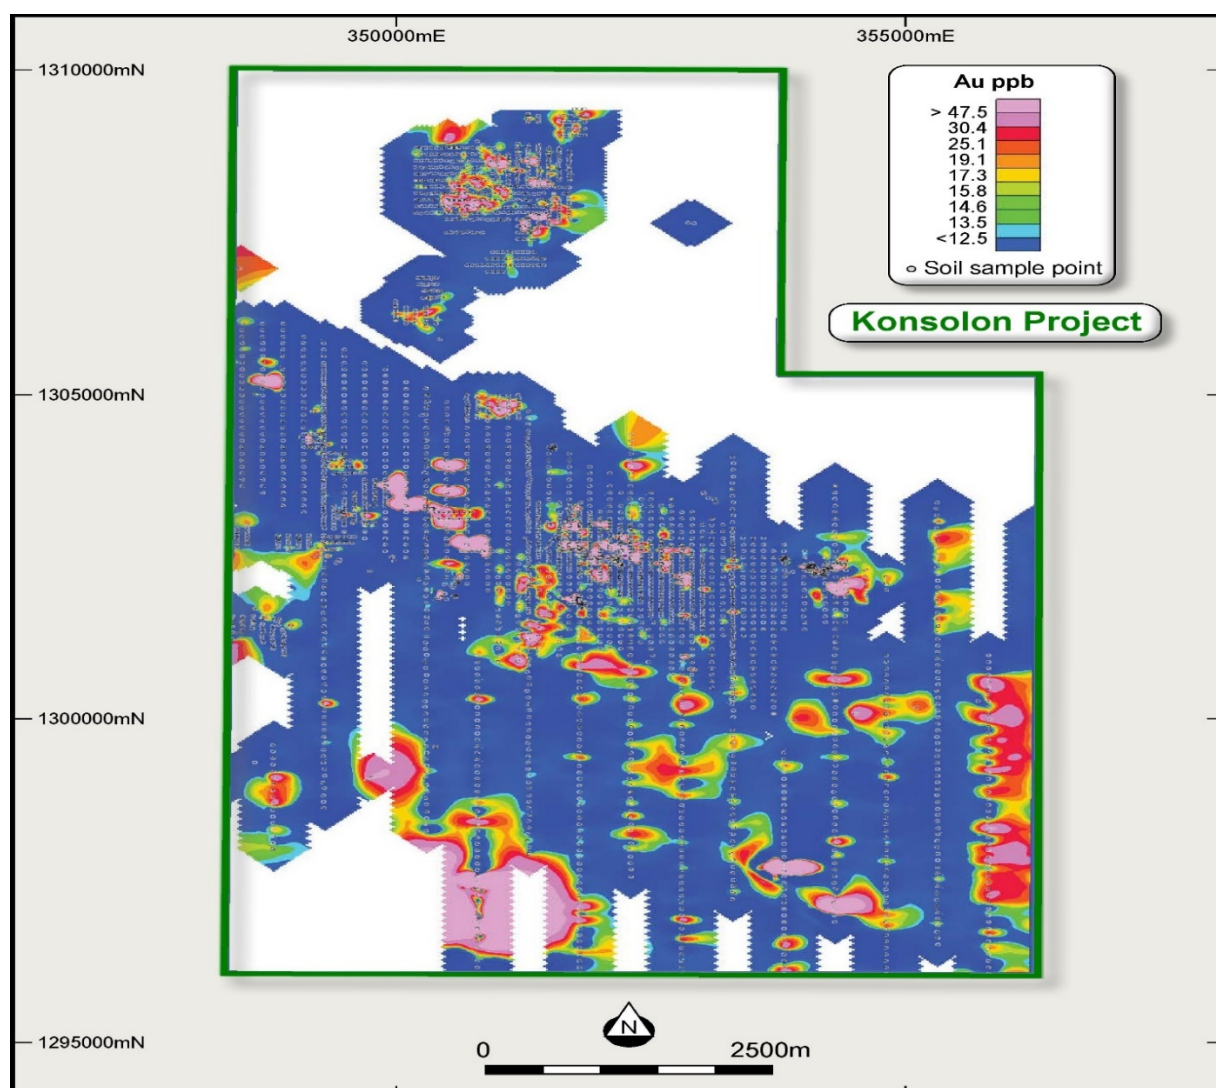 350000mE
355000mE
1310000mN
1305000mN
1300000mN
1295000mN
Au ppb
> 47.5
30.4
25.1
19.1
17.3
15.8
14.6
13.5
<12.5
Soil sample point
Konsolon Project
N
0
2500m